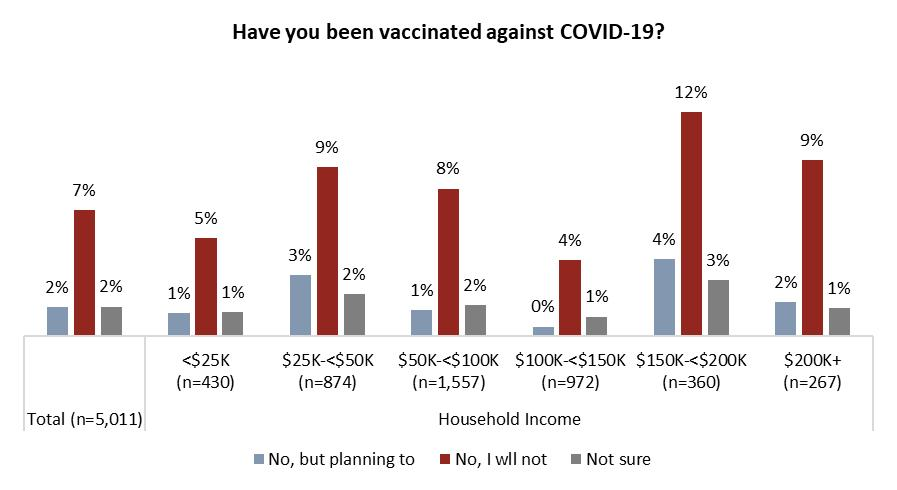 Have you been vaccinated against COVID-19?
12%
9%
9%
8%
7%
5%
4%
4%
3%
3%
2%
2%
1%
1%
2%
1%
2%
0%
1%
2%
1%
<$25K
$25K-<$50K
$50K-<$100K
$100K-<$150K
$150K-<$200K
$200K+
(n=430)
(n=874)
(n=1,557)
(n=972)
(n=360)
(n=267)
Total (n=5,011)
Household Income
No, but planning to
No, I wll not
Not sure